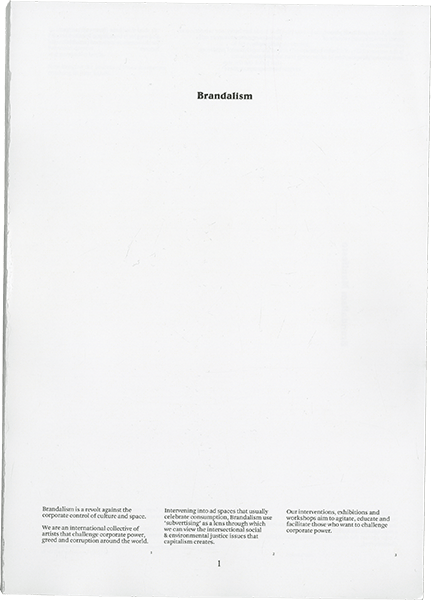 Brandalism
Brandalism is a revolt against the
corporate control of culture and space.
We are an international collective of
artists that challenge corporate power,
greed and corruption around the world.
1
Intervening into ad spaces that usually
celebrate consumption, Brandalism use
‘subvertising’ as a lens through which
we can view the intersectional social
& environmental justice issues that
capitalism creates.
2
Our interventions, exhibitions and
workshops aim to agitate, educate and
facilitate those who want to challenge
corporate power.
3
1